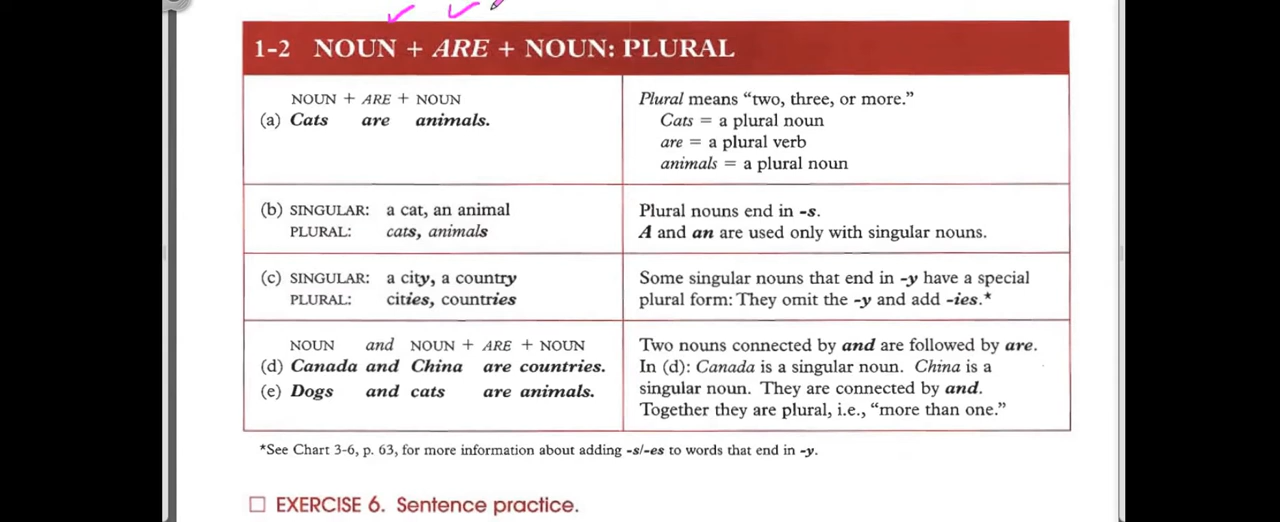 1-2 NOUN + ARE + NOUN: PLURAL
NOUN + ARE + NOUN
(a) Cats are animals.
Plural means “two, three, or more.”
Cats = a plural noun
are = a plural verb
animals = a plural noun
(b) SINGULAR: a cat, an animal
PLURAL: cats, animals
Plural nouns end in -s.
A and an are used only with singular nouns.
(c) SINGULAR: a city, a country
PLURAL: cities, countries
Some singular nouns that end in -y have a special
plural form: They omit the -y and add -ies.*
NOUN and NOUN + ARE + NOUN
(d) Canada and China are countries.
(e) Dogs and cats are animals.
Two nouns connected by and are followed by are.
In (d): Canada is a singular noun. China is a
singular noun. They are connected by and.
Together they are plural, i.e., “more than one.”
*See Chart 3-6, p. 63, for more information about adding -s/-es to words that end in -y.
EXERCISE 6. Sentence practice.